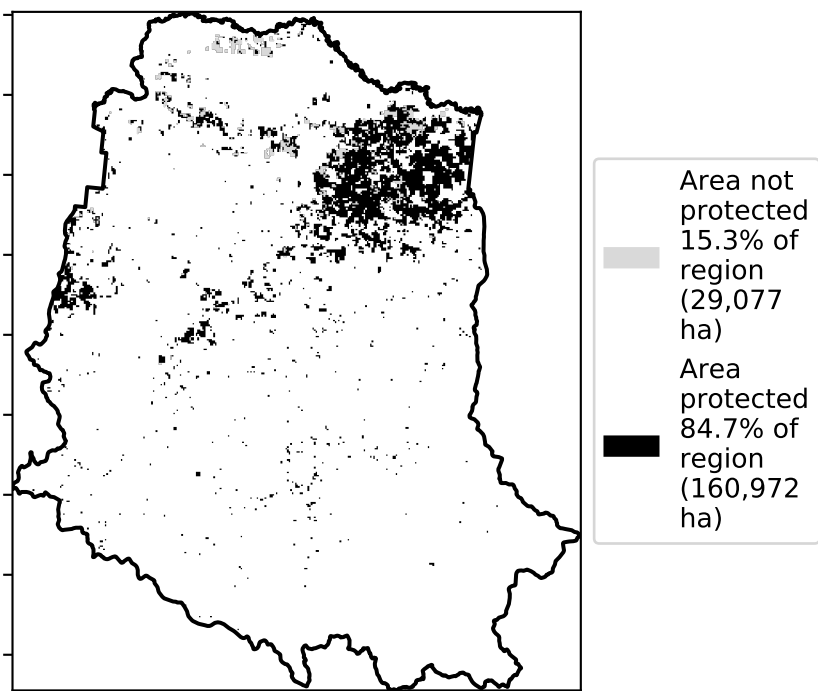 Area not
protected
15.3% of
region
(29,077
ha)
Area
protected
84.7% of
region
(160,972
ha)